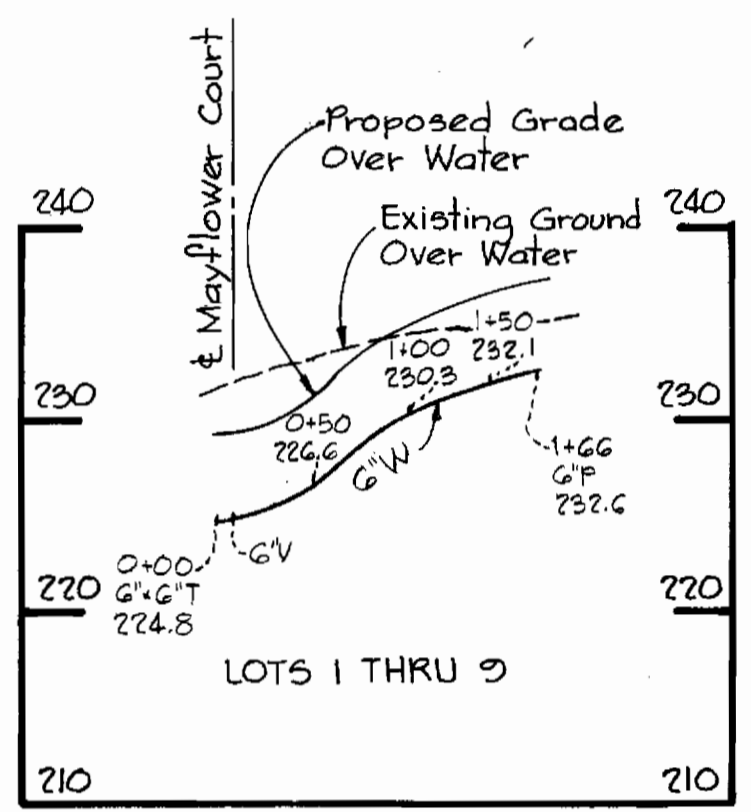 ℄ Mayflower Court
Proposed Grade
Over Water
240
240
Existing Ground
Over Water
1+50
1+00
232.1
230.3
230
230
0+50
226.6
6"W
1+66
6"P
232.6
6"V
0+00
6"x6"T
224.8
220
220
LOTS 1 THRU 9
210
210